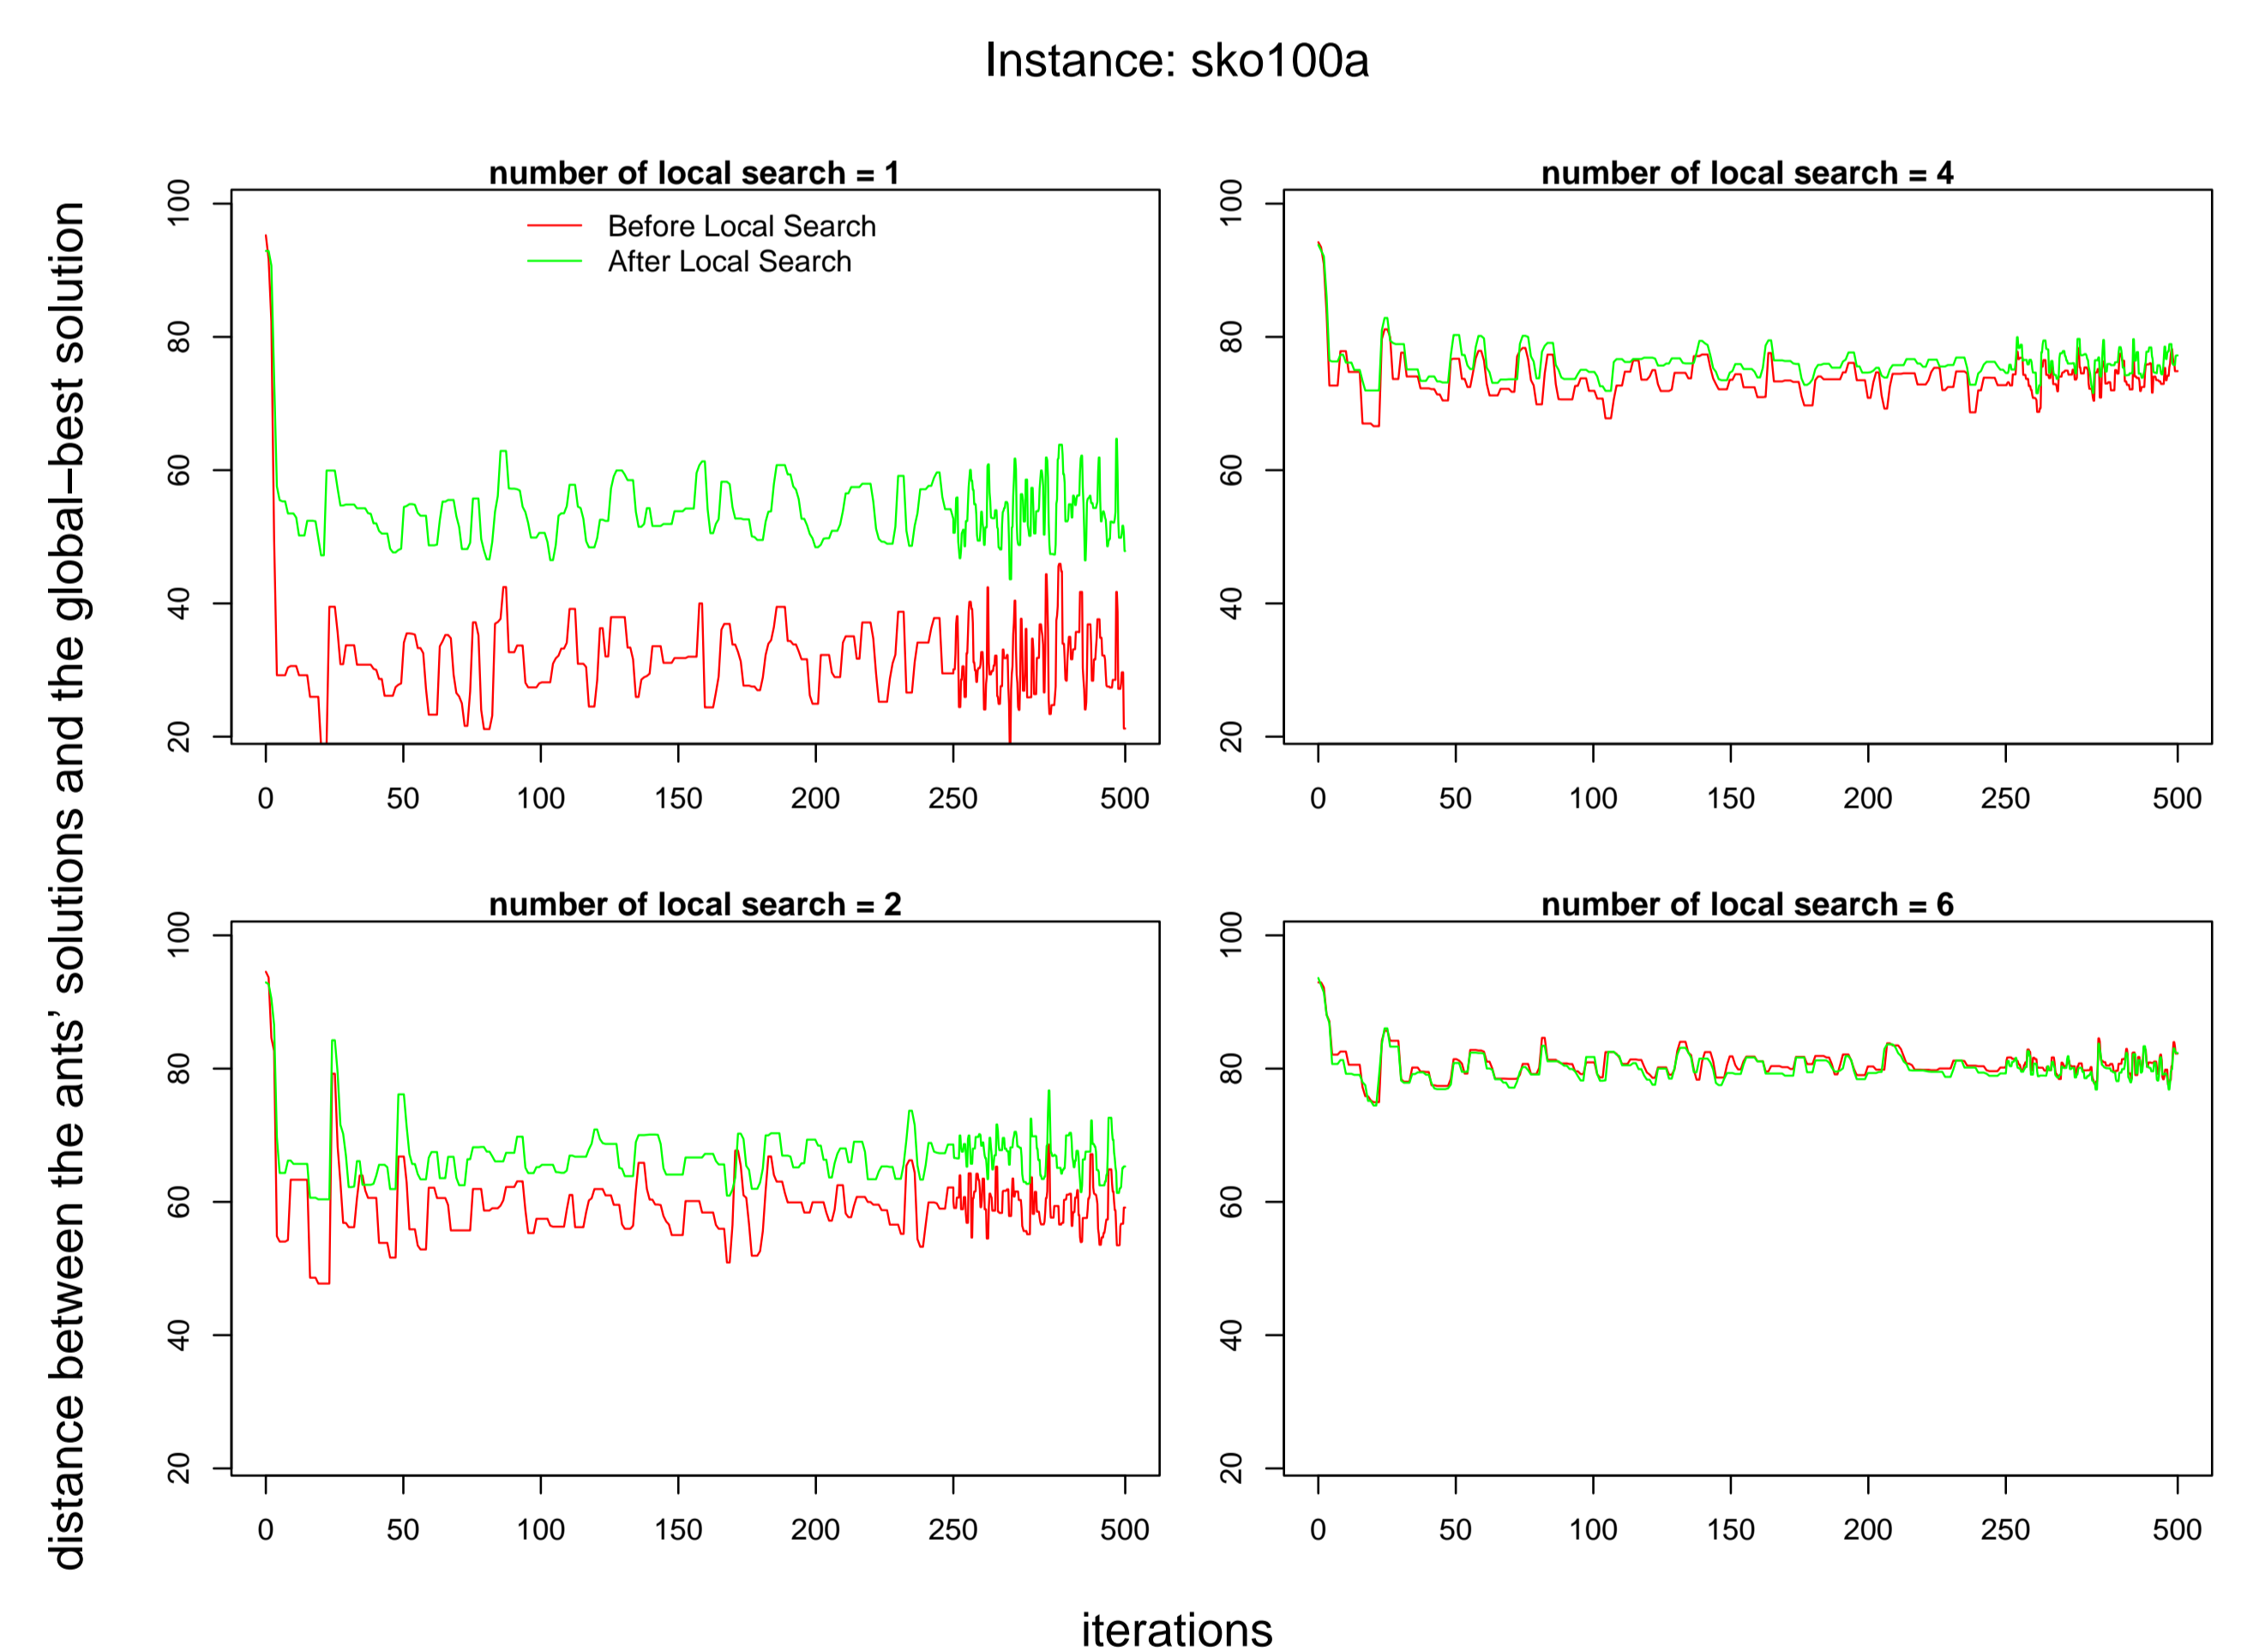 Instance: sko100a
distance between the ants’ solutions and the global–best solution
number of local search = 1
Before Local Search
After Local Search
100
80
60
40
20
0 50 100 150 200 250 500
number of local search = 4
100
80
60
40
20
0 50 100 150 200 250 500
number of local search = 2
100
80
60
40
20
0 50 100 150 200 250 500
number of local search = 6
100
80
60
40
20
0 50 100 150 200 250 500
iterations